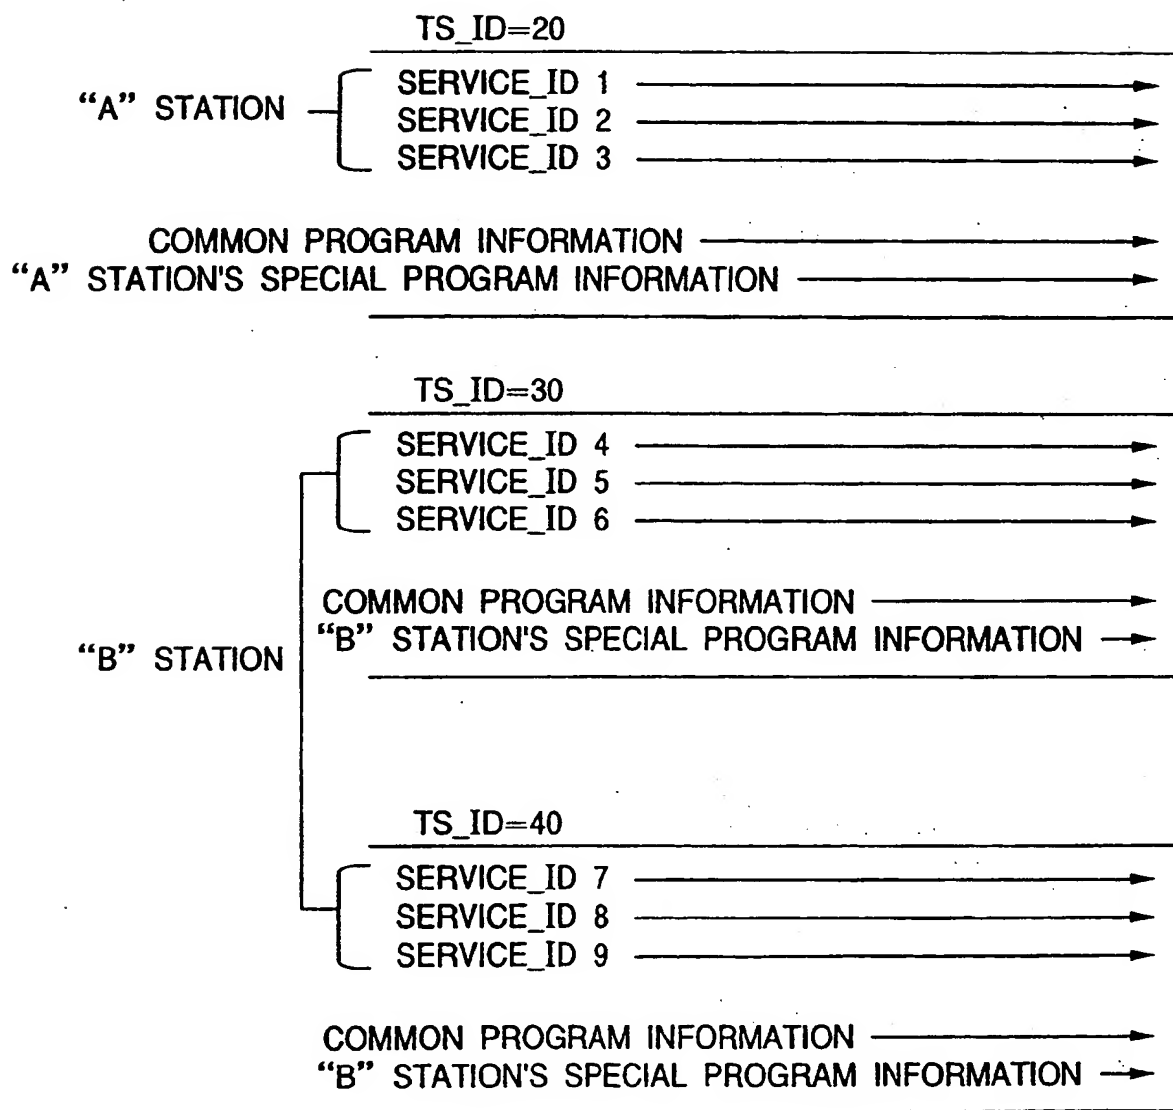 TS_ID=20
“A” STATION
SERVICE_ID 1
SERVICE_ID 2
SERVICE_ID 3
COMMON PROGRAM INFORMATION
“A” STATION'S SPECIAL PROGRAM INFORMATION
TS_ID=30
SERVICE_ID 4
SERVICE_ID 5
SERVICE_ID 6
COMMON PROGRAM INFORMATION
“B” STATION'S SPECIAL PROGRAM INFORMATION
“B” STATION
TS_ID=40
SERVICE_ID 7
SERVICE_ID 8
SERVICE_ID 9
COMMON PROGRAM INFORMATION
“B” STATION'S SPECIAL PROGRAM INFORMATION